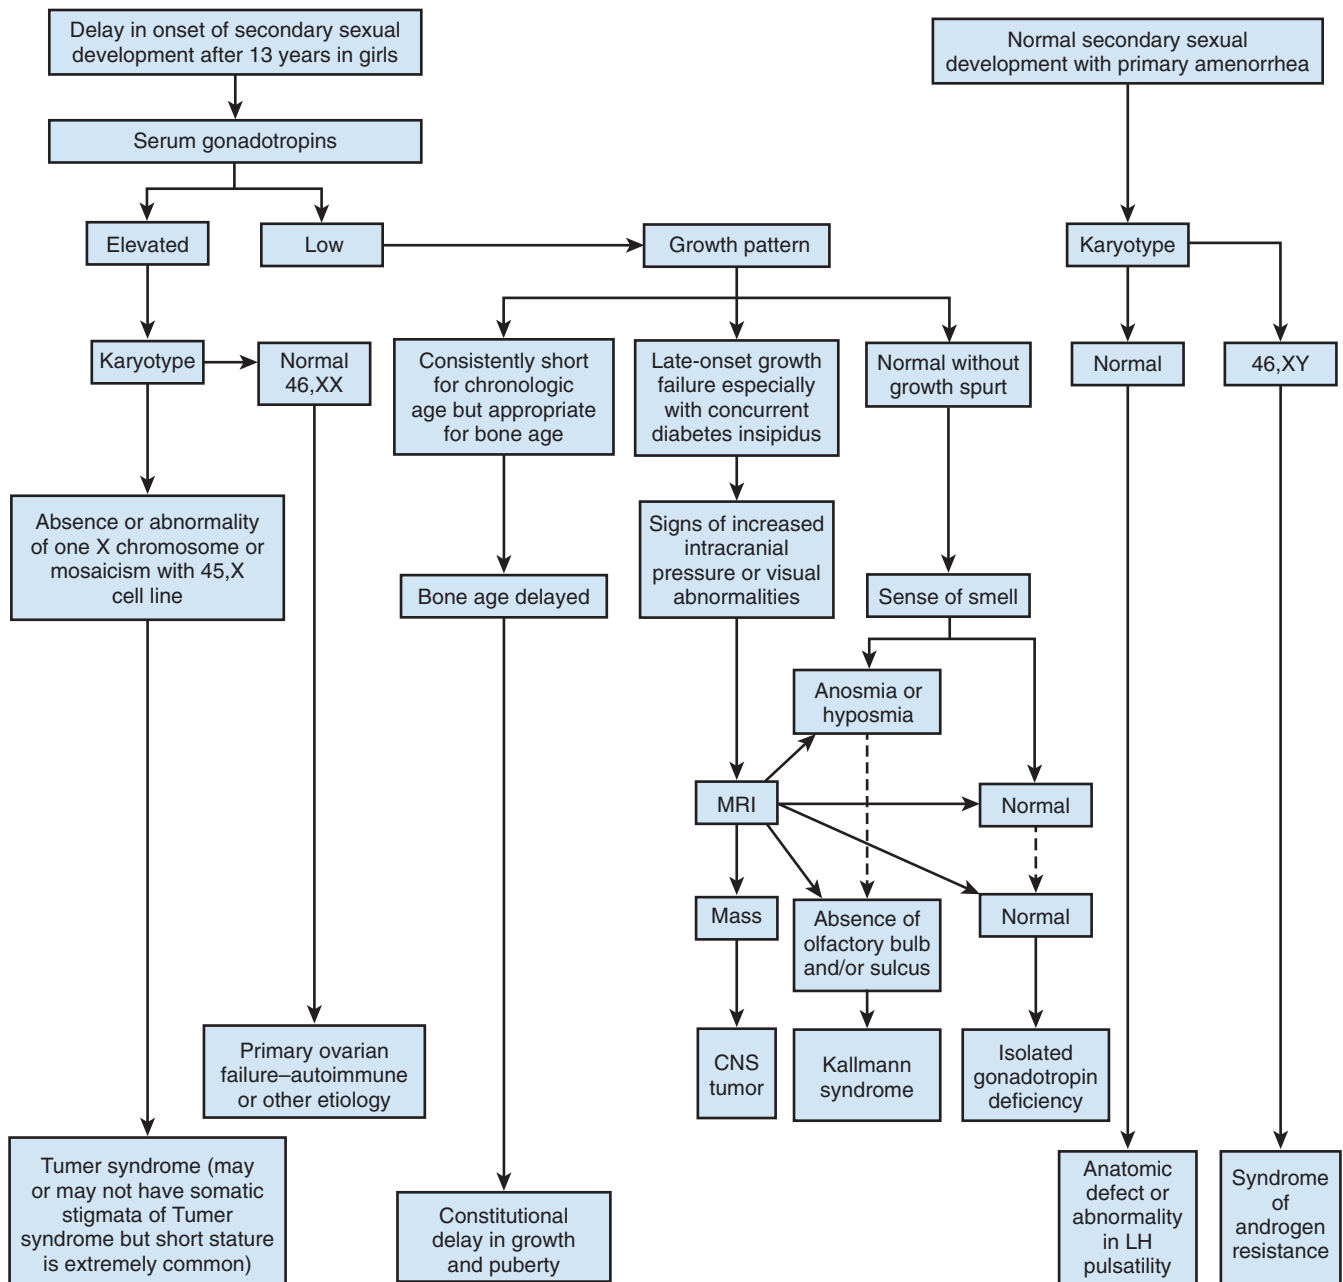 Delay in onset of secondary sexual
development after 13 years in girls
Normal secondary sexual
development with primary amenorrhea
Serum gonadotropins
Elevated
Low
Growth pattern
Karyotype
Karyotype
Normal
46,XX
Consistently short
for chronologic
age but appropriate
for bone age
Late-onset growth
failure especially
with concurrent
diabetes insipidus
Normal without
growth spurt
Normal
46,XY
Absence or abnormality
of one X chromosome or
mosaicism with 45,X
cell line
Bone age delayed
Signs of increased
intracranial
pressure or visual
abnormalities
Sense of smell
Anosmia or
hyposmia
MRI
Normal
Mass
Absence of
olfactory bulb
and/or sulcus
Normal
Primary ovarian
failure–autoimmune
or other etiology
CNS
tumor
Kallmann
syndrome
Isolated
gonadotropin
deficiency
Tumer syndrome (may
or may not have somatic
stigmata of Tumer
syndrome but short stature
is extremely common)
Constitutional
delay in growth
and puberty
Anatomic
defect or
abnormality
in LH
pulsatility
Syndrome
of
androgen
resistance